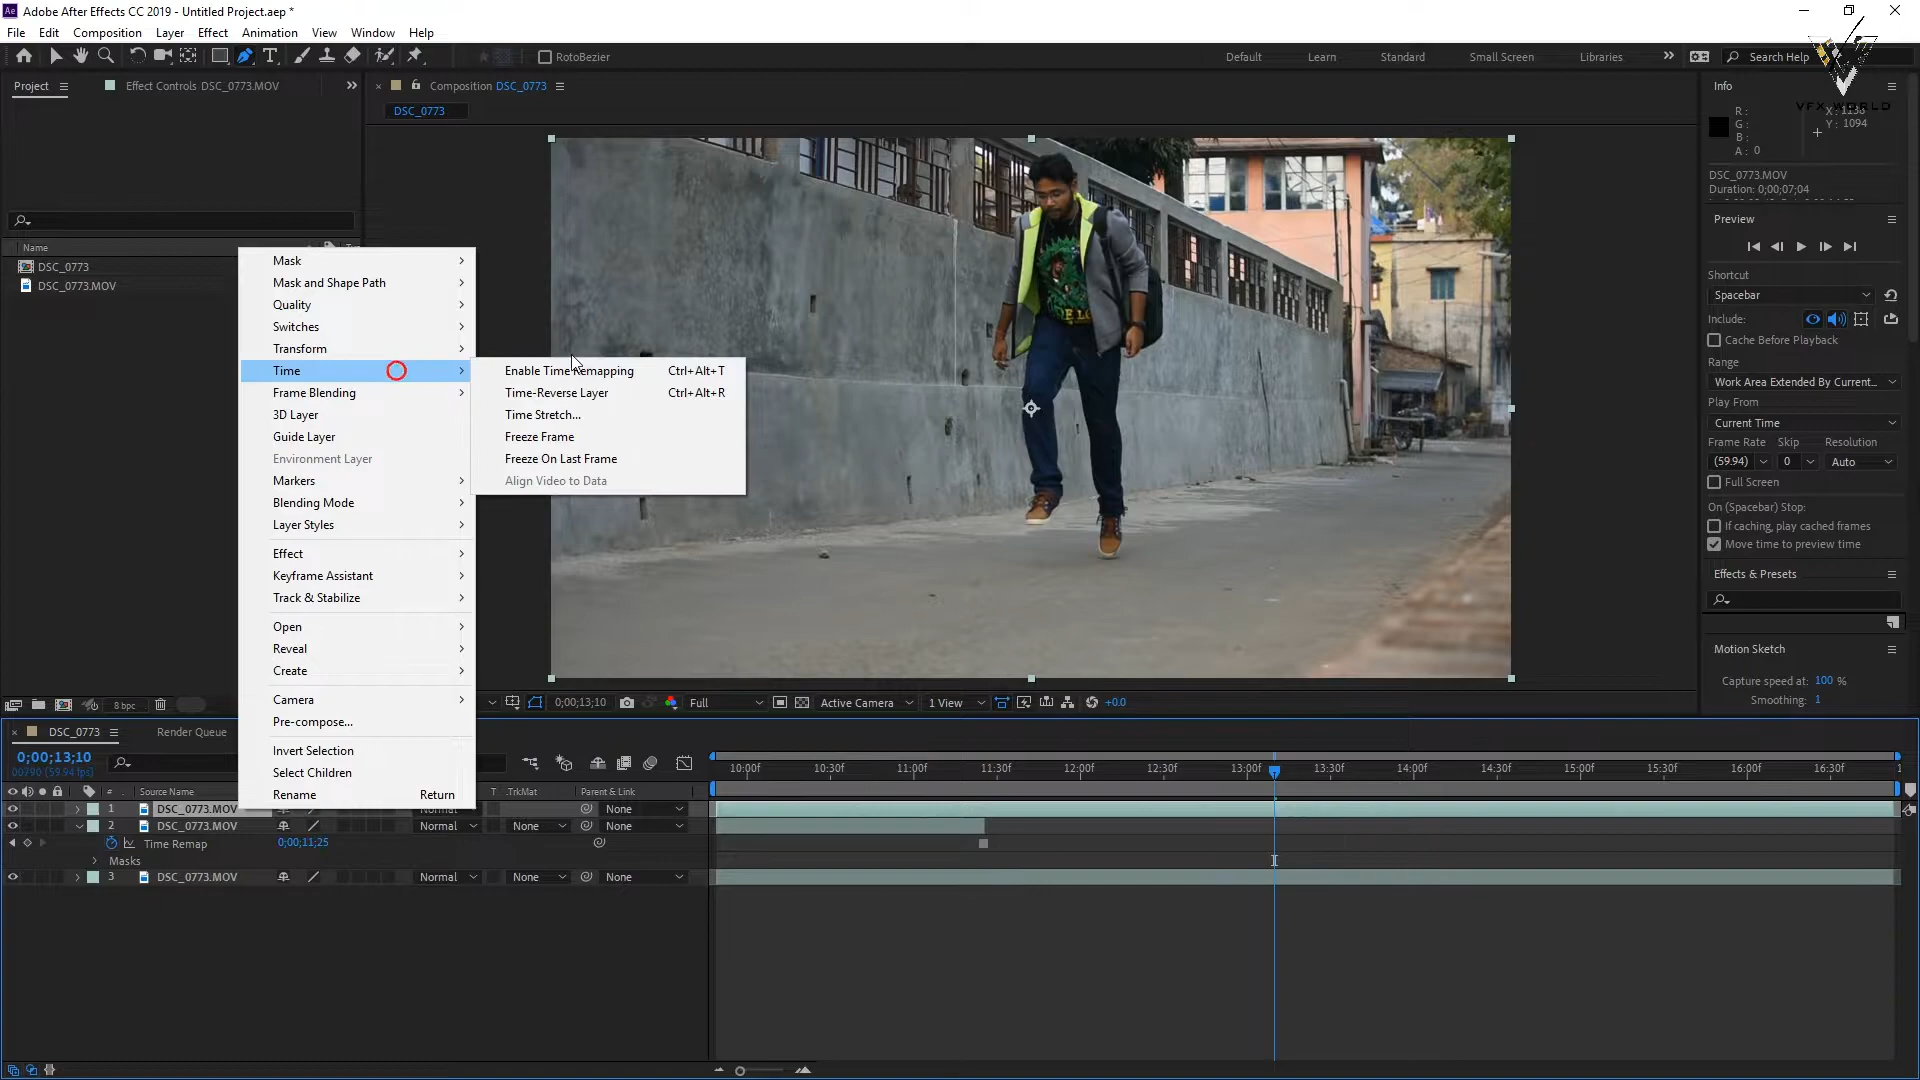 Ae Adobe After Effects CC 2019 - Untitled Project.aep *
File Edit Composition Layer Effect Animation View Window Help
RotoBezier Default Learn Standard Small Screen Libraries » Search Help
VFX WORLD
Project Effect Controls DSC_0773.MOV »
Composition DSC_0773
DSC_0773
Name
DSC_0773
DSC_0773.MOV
Mask
Mask and Shape Path
Quality
Switches
Transform
Time
Frame Blending
3D Layer
Guide Layer
Environment Layer
Markers
Blending Mode
Layer Styles
Effect
Keyframe Assistant
Track & Stabilize
Open
Reveal
Create
Camera
Pre-compose...
Invert Selection
Select Children
Rename Return
Enable Time Remapping Ctrl+Alt+T
Time-Reverse Layer Ctrl+Alt+R
Time Stretch...
Freeze Frame
Freeze On Last Frame
Align Video to Data
Info
R :
G :
B :
A : 0
Y : 1094
DSC_0773.MOV
Duration: 0;00;07;04
Preview
Shortcut
Spacebar
Include:
Cache Before Playback
Range
Work Area Extended By Current...
Play From
Current Time
Frame Rate Skip Resolution
(59.94) 0 Auto
Full Screen
On (Spacebar) Stop:
If caching, play cached frames
Move time to preview time
Effects & Presets
Motion Sketch
Capture speed at: 100 %
Smoothing: 1
8 bpc
0;00;13;10 Full Active Camera 1 View +0.0
DSC_0773 Render Queue
0;00;13;10
00790 (59.94 fps)
10:00f 10:30f 11:00f 11:30f 12:00f 12:30f 13:00f 13:30f 14:00f 14:30f 15:00f 15:30f 16:00f 16:30f
# Source Name T .TrkMat Parent & Link
1 DSC_0773.MOV Normal None
2 DSC_0773.MOV Normal None None
Time Remap 0;00;11;25
Masks
3 DSC_0773.MOV Normal None None